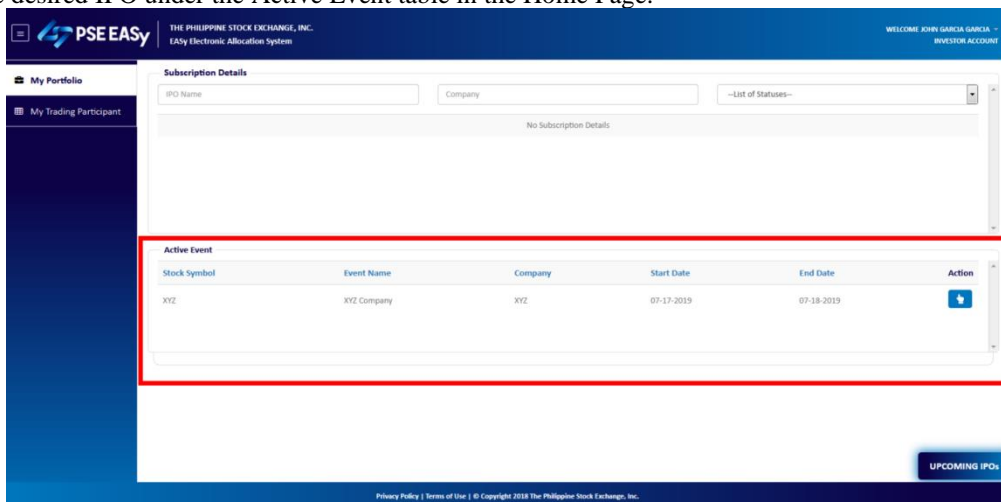 desired IPO under the Active Event table in the Home Page.
PSE EASy
THE PHILIPPINE STOCK EXCHANGE, INC.
EASy Electronic Allocation System
WELCOME JOHN GARCIA GARCIA
INVESTOR ACCOUNT
My Portfolio
My Trading Participant
Subscription Details
IPO Name
Company
--List of Statuses--
No Subscription Details
Active Event
Stock Symbol Event Name Company Start Date End Date Action
XYZ XYZ Company XYZ 07-17-2019 07-18-2019
UPCOMING IPOs
Privacy Policy | Terms of Use | © Copyright 2018 The Philippine Stock Exchange, Inc.